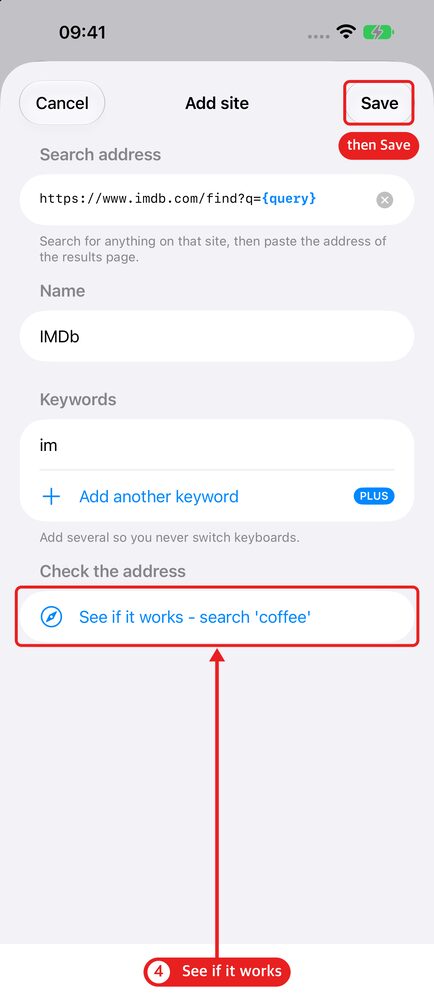 09:41
Cancel
Add site
Save
then Save
Search address
https://www.imdb.com/find?q={query}
Search for anything on that site, then paste the address of
the results page.
Name
IMDb
Keywords
im
Add another keyword
PLUS
Add several so you never switch keyboards.
Check the address
See if it works - search 'coffee'
4 See if it works